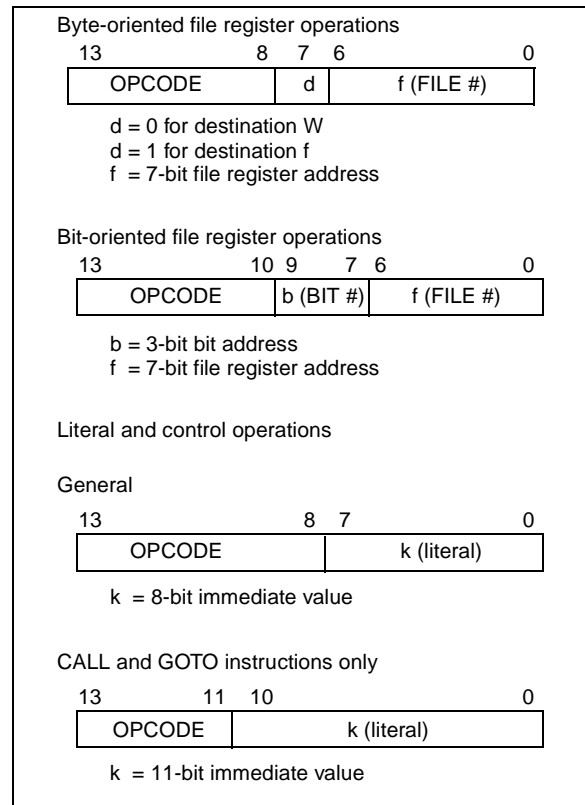 Byte-oriented file register operations
13 8 7 6 0
OPCODE d f (FILE #)
d = 0 for destination W
d = 1 for destination f
f = 7-bit file register address
Bit-oriented file register operations
13 10 9 7 6 0
OPCODE b (BIT #) f (FILE #)
b = 3-bit bit address
f = 7-bit file register address
Literal and control operations
General
13 8 7 0
OPCODE k (literal)
k = 8-bit immediate value
CALL and GOTO instructions only
13 11 10 0
OPCODE k (literal)
k = 11-bit immediate value